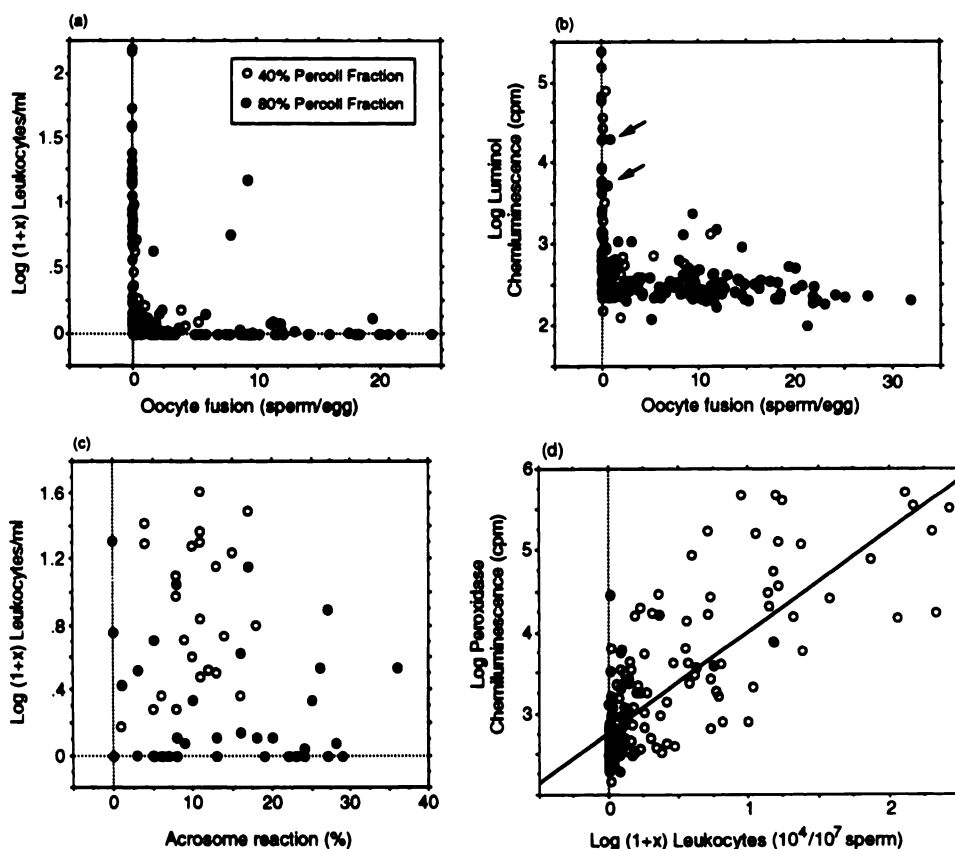 (a)
Log (1+x) Leukocytes/ml
2
1.5
1
.5
0
0
10
20
Oocyte fusion (sperm/egg)
40% Percoll Fraction
80% Percoll Fraction
(b)
Log Luminol
Chemiluminescence (cpm)
5
4
3
2
0
10
20
30
Oocyte fusion (sperm/egg)
(c)
Log (1+x) Leukocytes/ml
1.6
1.2
.8
.4
0
0
10
20
30
40
Acrosome reaction (%)
(d)
Log Peroxidase
Chemiluminescence (cpm)
6
5
4
3
0
1
2
Log (1+x) Leukocytes (10⁴/10⁷ sperm)